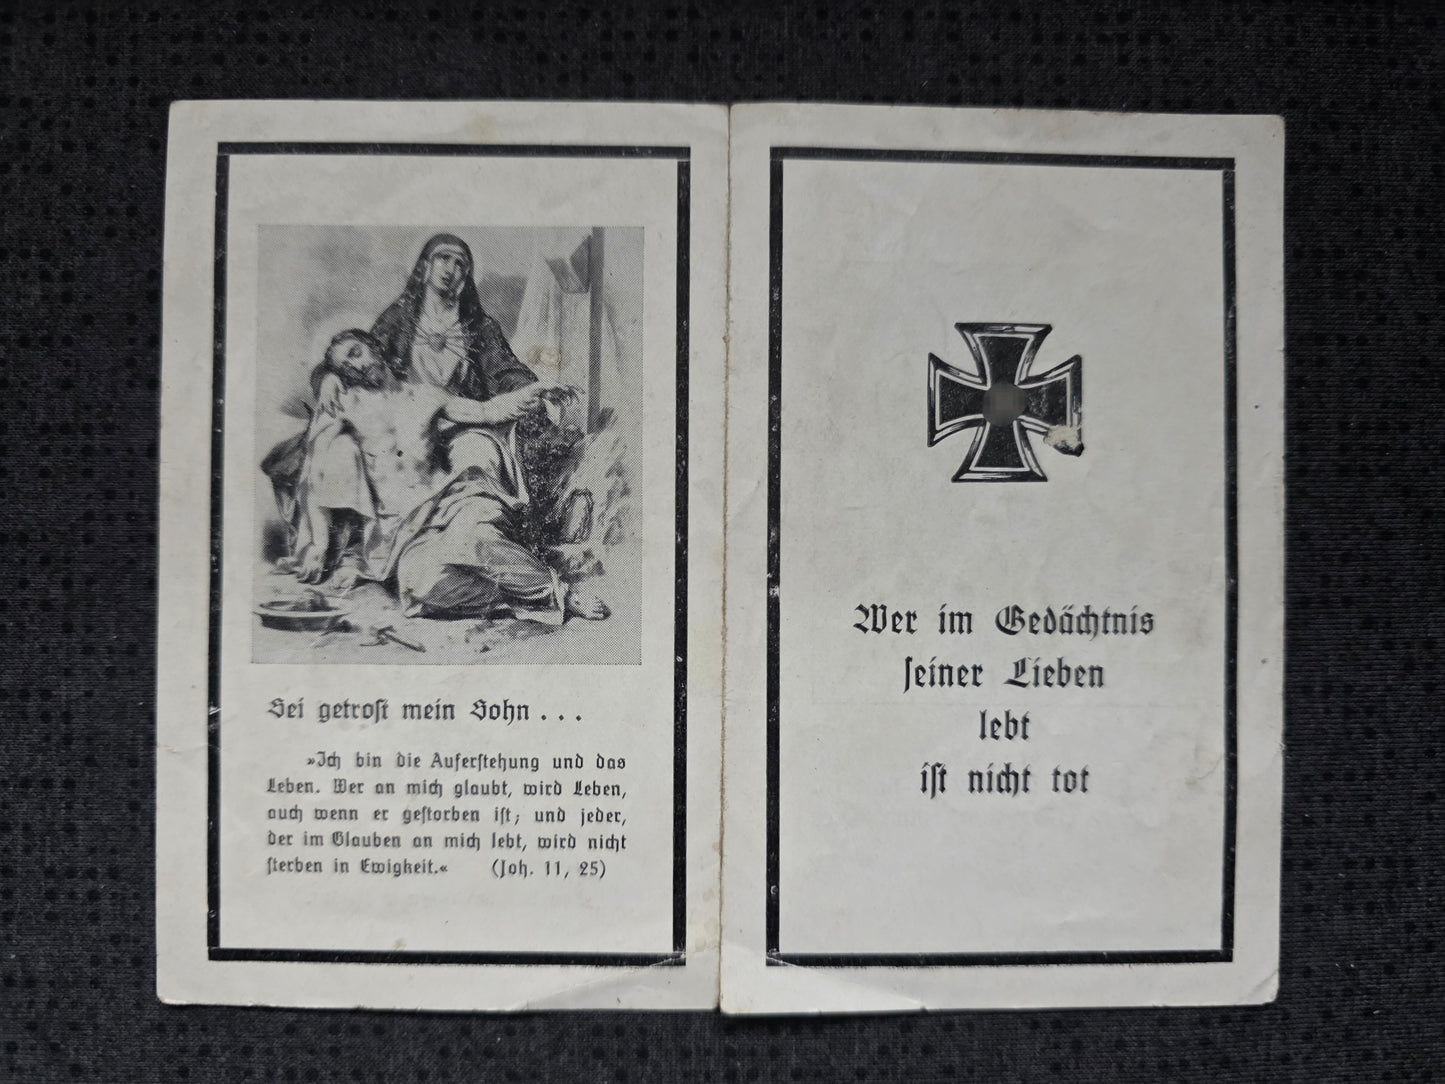 Sei getroſt mein Sohn . . .
»Ich bin die Auferſtehung und das
Leben. Wer an mich glaubt, wird Leben,
auch wenn er geſtorben iſt; und jeder,
der im Glauben an mich lebt, wird nicht
ſterben in Ewigkeit.« (Joh. 11, 25)
Wer im Gedächtnis
ſeiner Lieben
lebt
iſt nicht tot